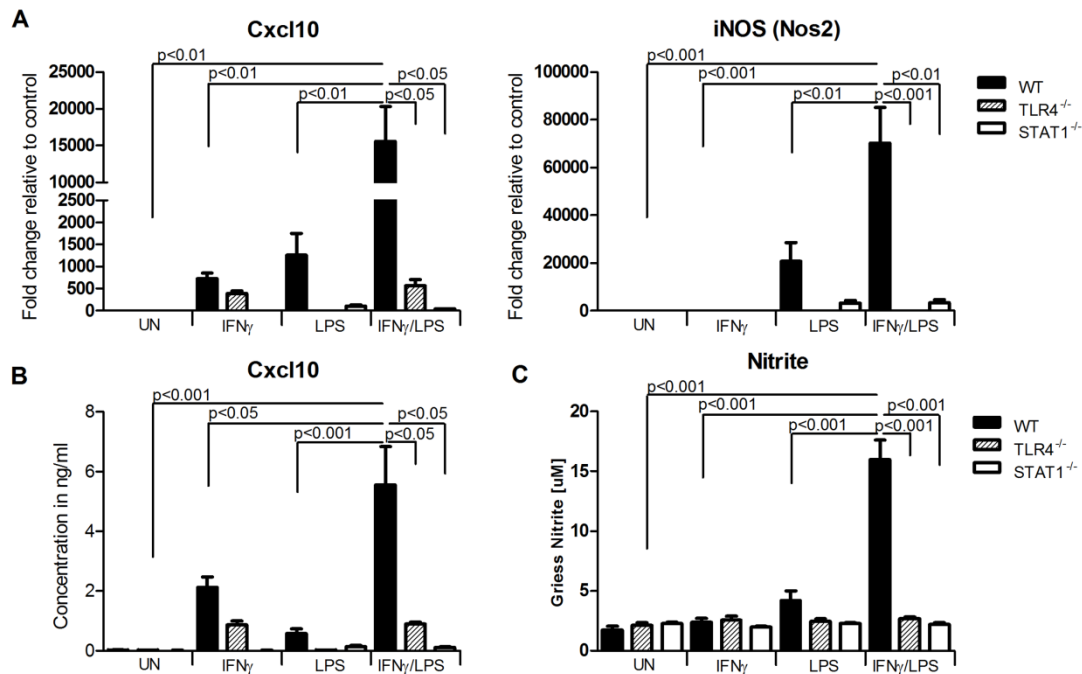 A
Cxcl10
p<0.01
p<0.01
p<0.05
p<0.01
p<0.05
Fold change relative to control
25000
20000
15000
10000
2500
2000
1500
1000
500
0
UN
IFNγ
LPS
IFNγ/LPS
iNOS (Nos2)
p<0.001
p<0.001
p<0.01
p<0.01
p<0.001
Fold change relative to control
100000
80000
60000
40000
20000
0
UN
IFNγ
LPS
IFNγ/LPS
WT
TLR4-/-
STAT1-/-
B
Cxcl10
p<0.001
p<0.05
p<0.05
p<0.001
p<0.05
Concentration in ng/ml
8
6
4
2
0
UN
IFNγ
LPS
IFNγ/LPS
C
Nitrite
p<0.001
p<0.001
p<0.001
p<0.001
p<0.001
Griess Nitrite [uM]
20
15
10
5
0
UN
IFNγ
LPS
IFNγ/LPS
WT
TLR4-/-
STAT1-/-